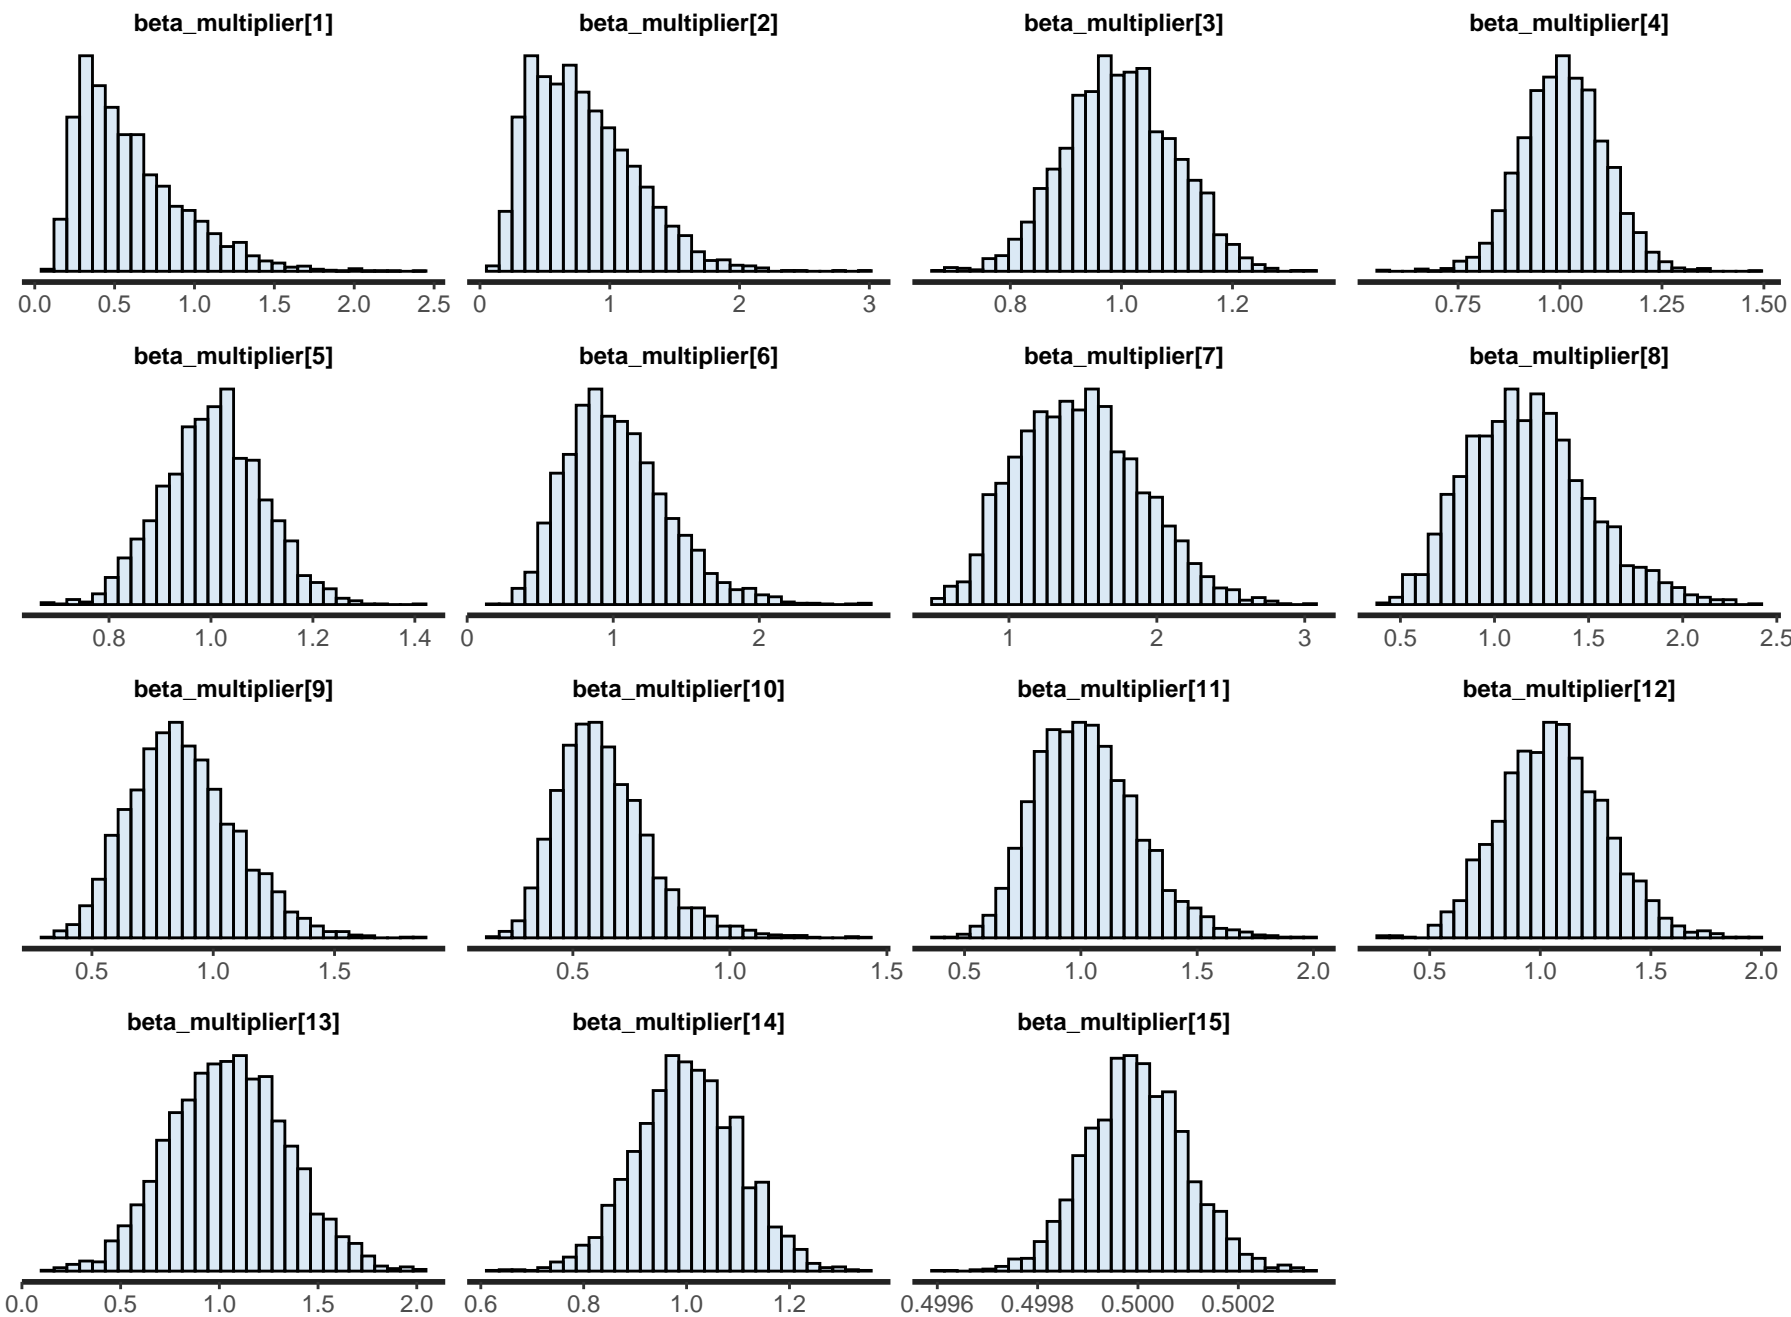 beta_multiplier[1] beta_multiplier[2] beta_multiplier[3] beta_multiplier[4]
0.0 0.5 1.0 1.5 2.0 2.5 0 1 2 3 0.8 1.0 1.2 0.75 1.00 1.25 1.50
beta_multiplier[5] beta_multiplier[6] beta_multiplier[7] beta_multiplier[8]
0.8 1.0 1.2 1.4 0 1 2 1 2 3 0.5 1.0 1.5 2.0 2.5
beta_multiplier[9] beta_multiplier[10] beta_multiplier[11] beta_multiplier[12]
0.5 1.0 1.5 0.5 1.0 1.5 0.5 1.0 1.5 2.0 0.5 1.0 1.5 2.0
beta_multiplier[13] beta_multiplier[14] beta_multiplier[15]
0.0 0.5 1.0 1.5 2.0 0.6 0.8 1.0 1.2 0.4996 0.4998 0.5000 0.5002